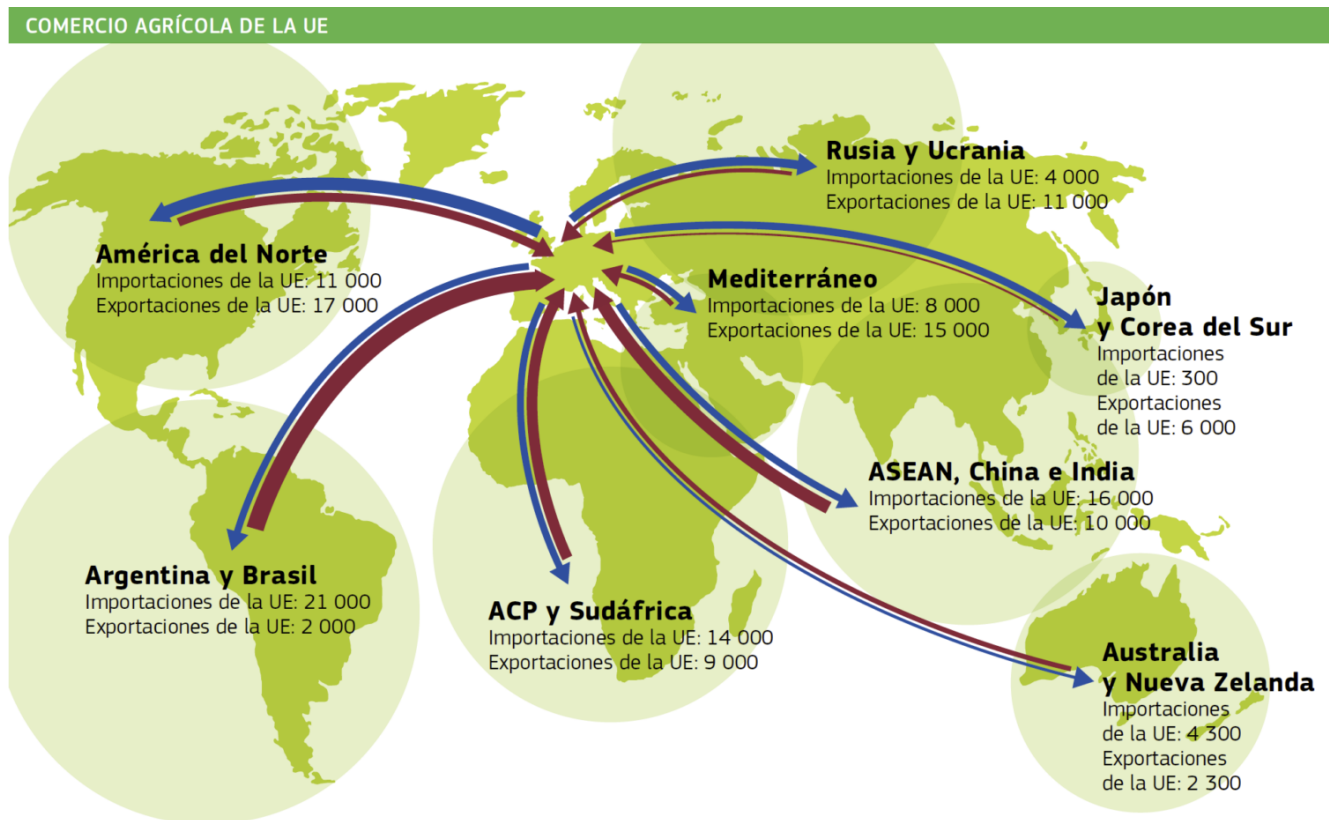 COMERCIO AGRÍCOLA DE LA UE
Rusia y Ucrania
Importaciones de la UE: 4 000
Exportaciones de la UE: 11 000
América del Norte
Importaciones de la UE: 11 000
Exportaciones de la UE: 17 000
Mediterráneo
Importaciones de la UE: 8 000
Exportaciones de la UE: 15 000
Japón
y Corea del Sur
Importaciones
de la UE: 300
Exportaciones
de la UE: 6 000
ASEAN, China e India
Importaciones de la UE: 16 000
Exportaciones de la UE: 10 000
Argentina y Brasil
Importaciones de la UE: 21 000
Exportaciones de la UE: 2 000
ACP y Sudáfrica
Importaciones de la UE: 14 000
Exportaciones de la UE: 9 000
Australia
y Nueva Zelanda
Importaciones
de la UE: 4 300
Exportaciones
de la UE: 2 300